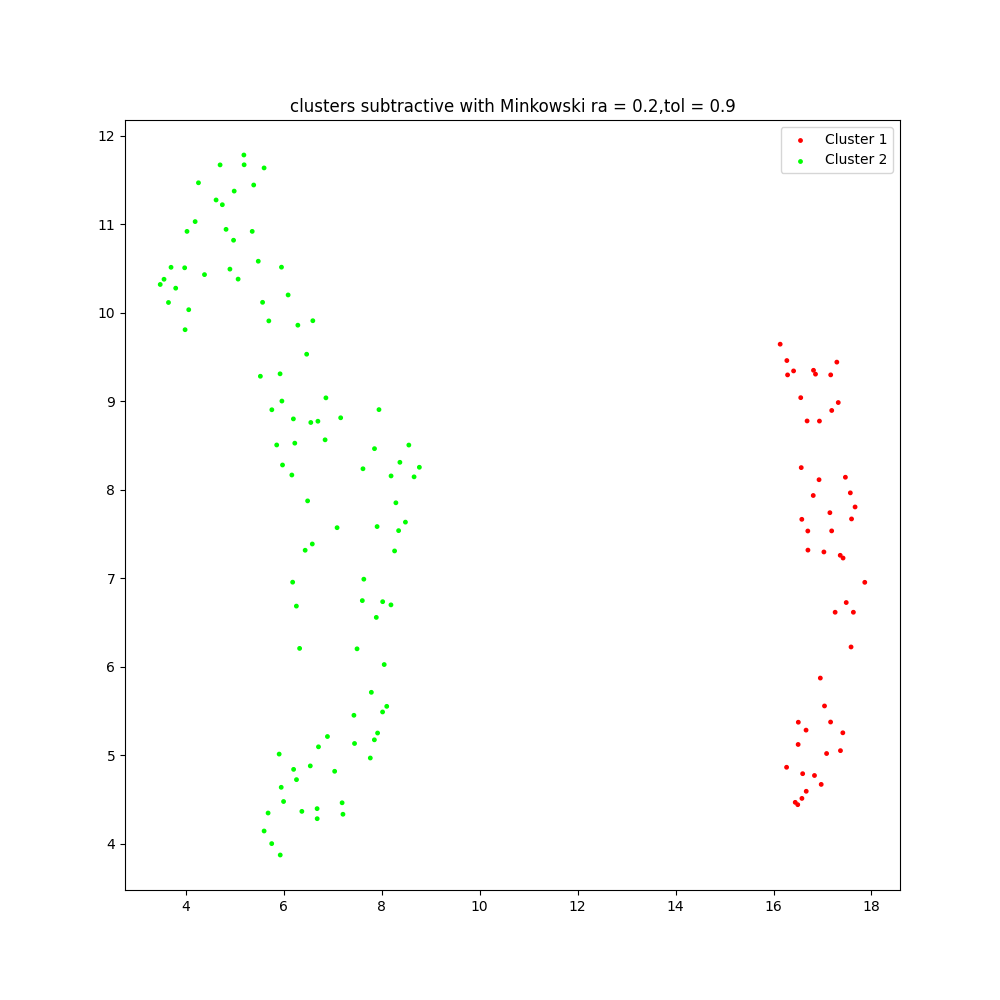 clusters subtractive with Minkowski ra = 0.2,tol = 0.9
Cluster 1
Cluster 2
12
11
10
9
8
7
6
5
4
4 6 8 10 12 14 16 18